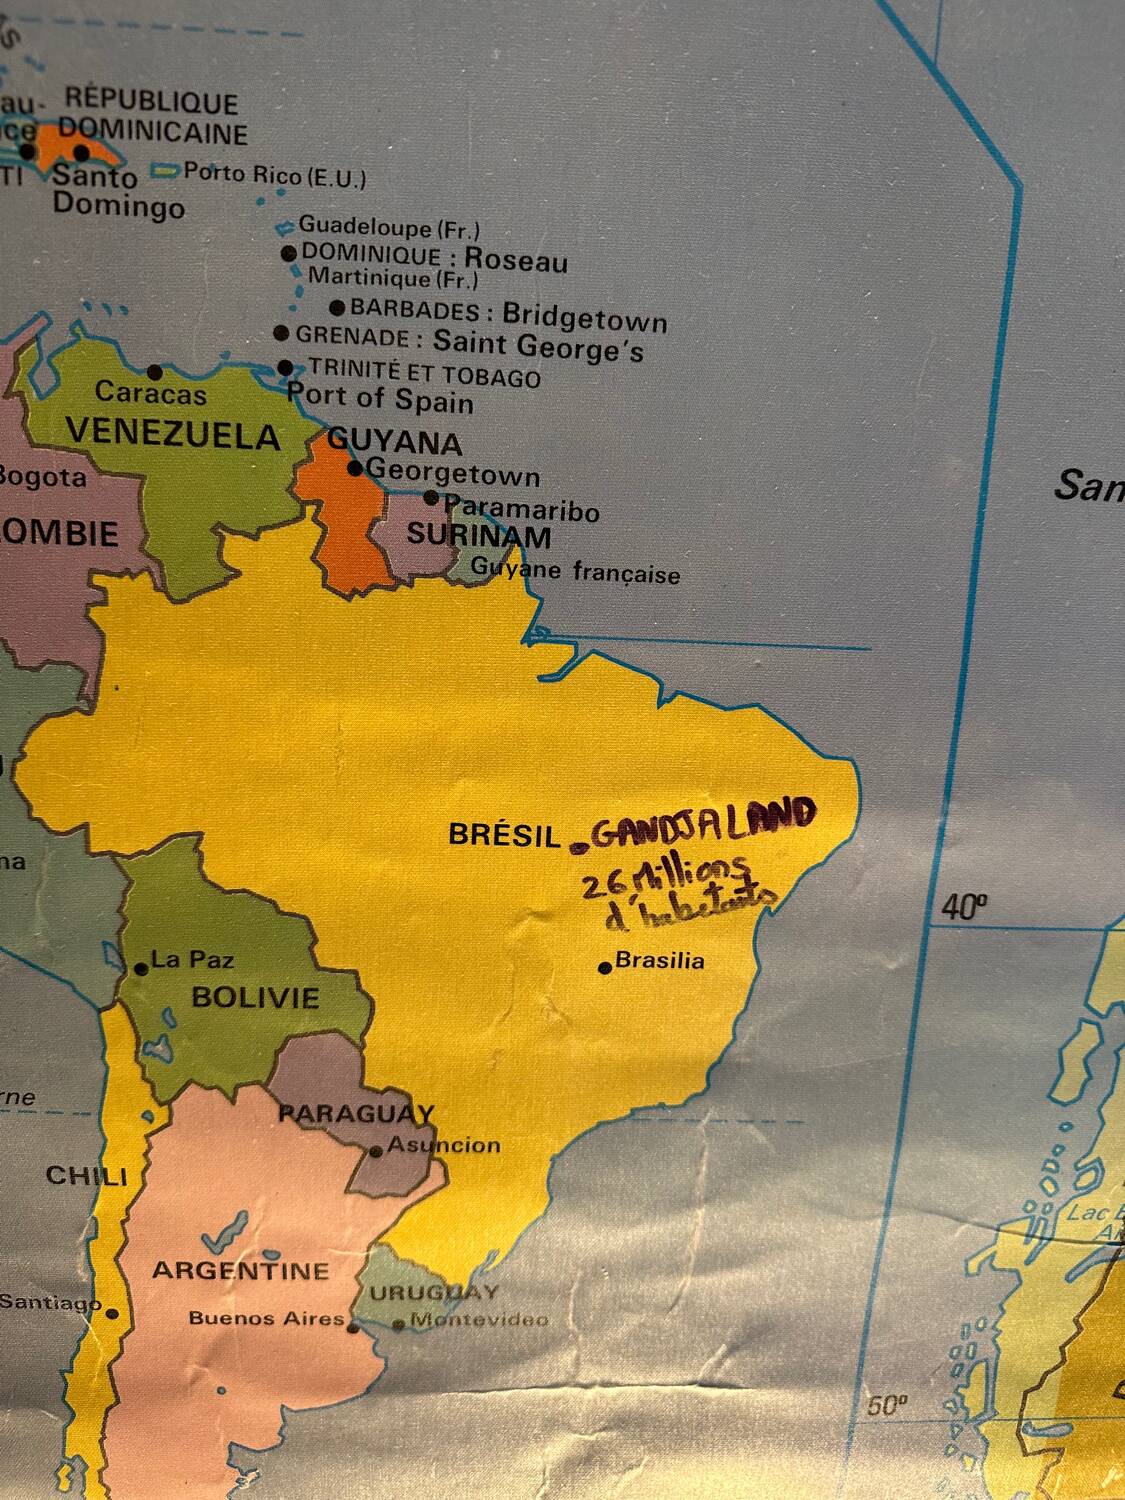 RÉPUBLIQUE
DOMINICAINE
Santo
Domingo
Porto Rico (E.U.)
Guadeloupe (Fr.)
DOMINIQUE : Roseau
Martinique (Fr.)
BARBADES : Bridgetown
GRENADE : Saint George's
TRINITÉ ET TOBAGO
Port of Spain
Caracas
VENEZUELA
GUYANA
Georgetown
Bogota
Paramaribo
OMBIE
SURINAM
Guyane française
San
BRÉSIL
GANDJALAND
26 Millions
d'habitants
40°
La Paz
Brasilia
BOLIVIE
PARAGUAY
Asuncion
CHILI
ARGENTINE
URUGUAY
Santiago
Buenos Aires
Montevideo
Lac
50°